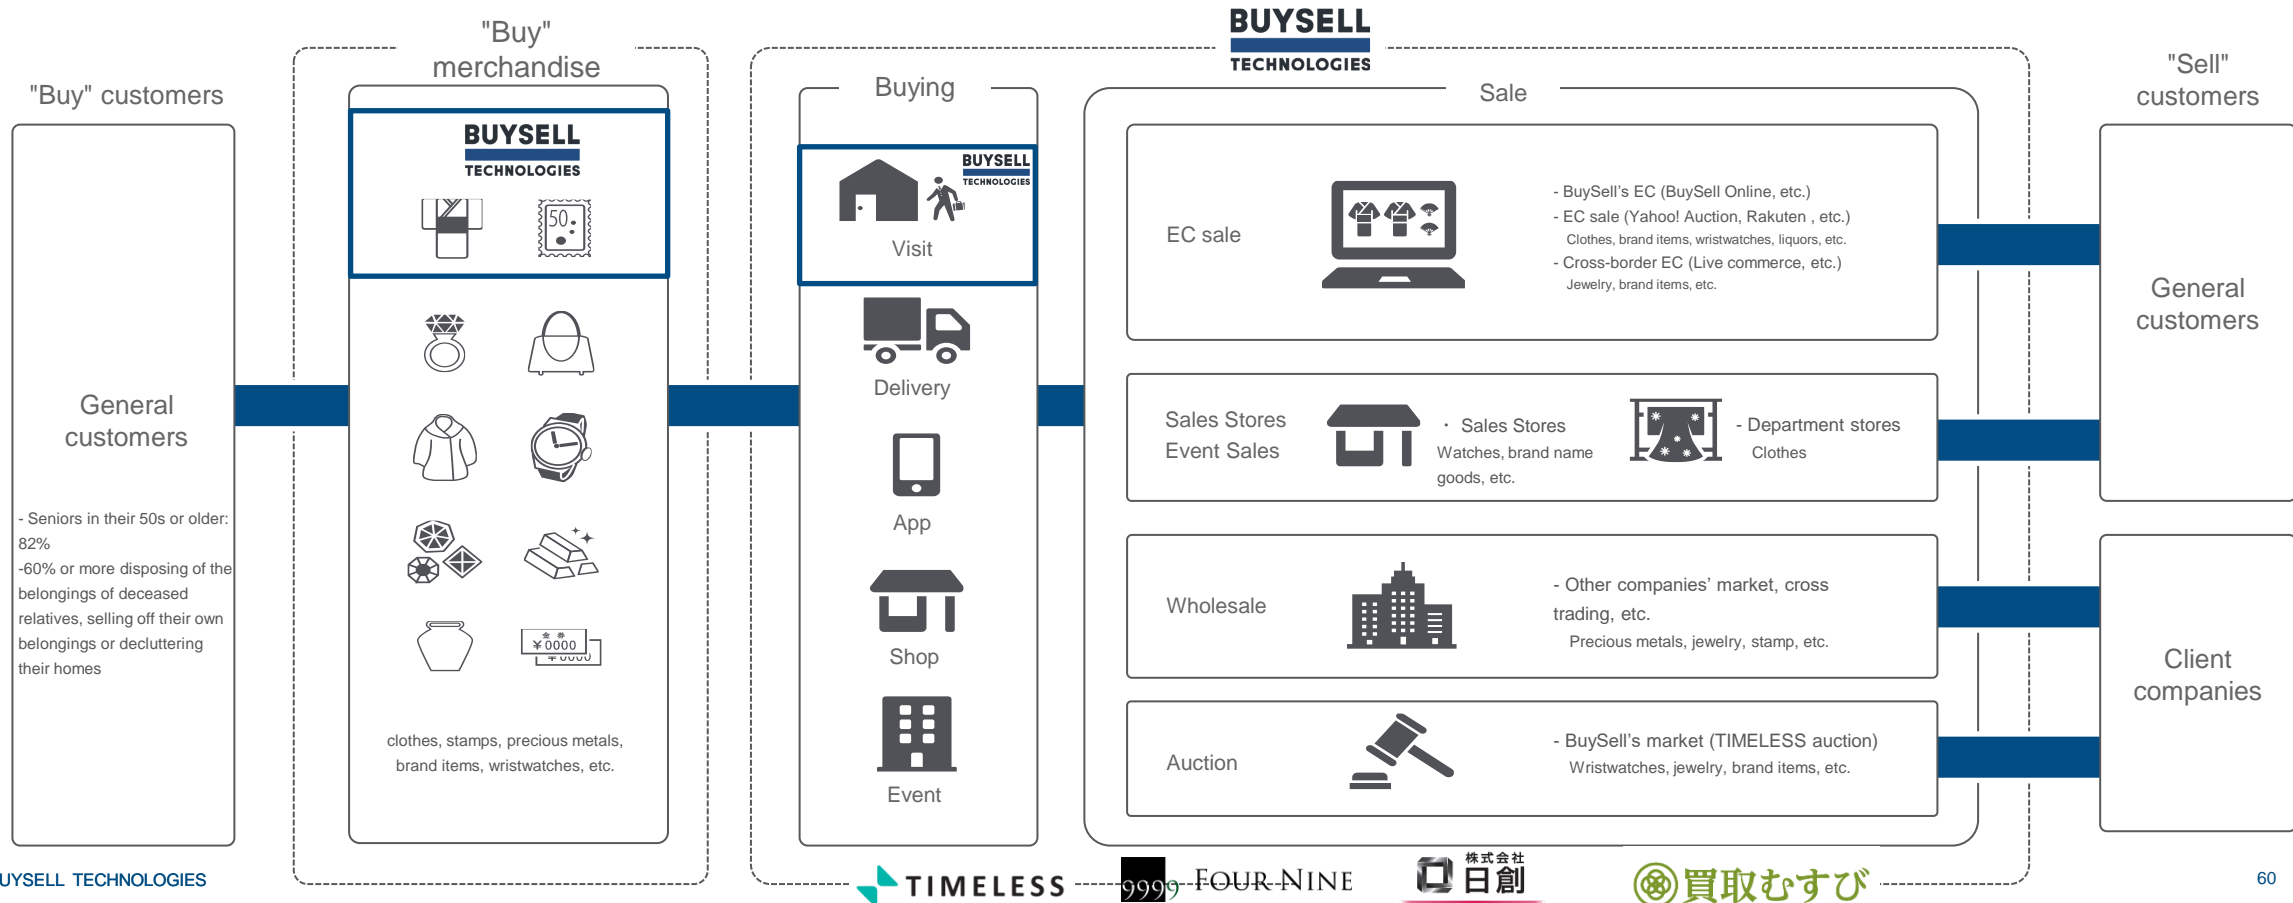 BUYSELL
TECHNOLOGIES
"Buy" customers
General
customers
- Seniors in their 50s or older:
82%
-60% or more disposing of the
belongings of deceased
relatives, selling off their own
belongings or decluttering
their homes
"Buy"
merchandise
BUYSELL
TECHNOLOGIES
50
金 券
¥0000
¥0000
clothes, stamps, precious metals,
brand items, wristwatches, etc.
Buying
BUYSELL
TECHNOLOGIES
Visit
Delivery
App
Shop
Event
Sale
EC sale
- BuySell's EC (BuySell Online, etc.)
- EC sale (Yahoo! Auction, Rakuten , etc.)
Clothes, brand items, wristwatches, liquors, etc.
- Cross-border EC (Live commerce, etc.)
Jewelry, brand items, etc.
Sales Stores
Event Sales
・ Sales Stores
Watches, brand name
goods, etc.
- Department stores
Clothes
Wholesale
- Other companies' market, cross
trading, etc.
Precious metals, jewelry, stamp, etc.
Auction
- BuySell's market (TIMELESS auction)
Wristwatches, jewelry, brand items, etc.
"Sell"
customers
General
customers
Client
companies
UYSELL TECHNOLOGIES
TIMELESS
9999 FOUR NINE
株式会社
日創
買取むすび
60